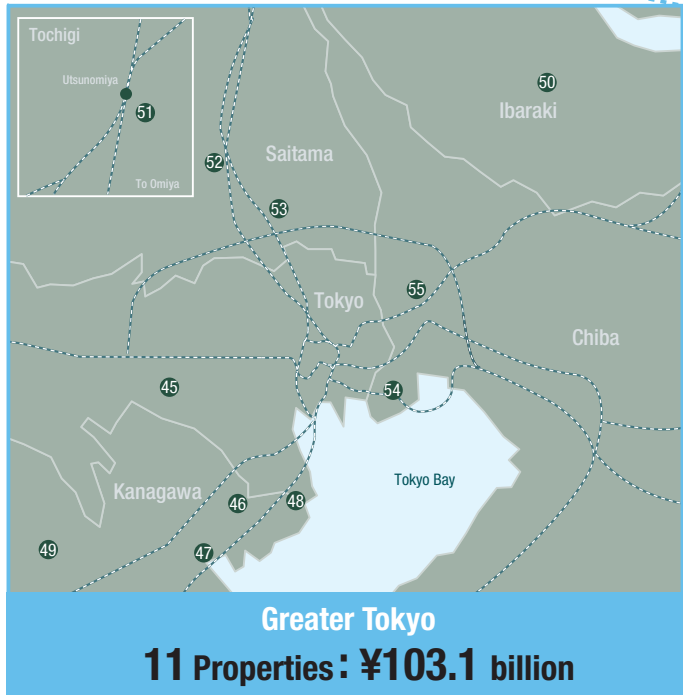 Tochigi
Utsunomiya
51
To Omiya
50
Ibaraki
52
Saitama
53
Tokyo
55
Chiba
45
54
Kanagawa
46
48
Tokyo Bay
49
47
Greater Tokyo
11 Properties: ¥103.1 billion